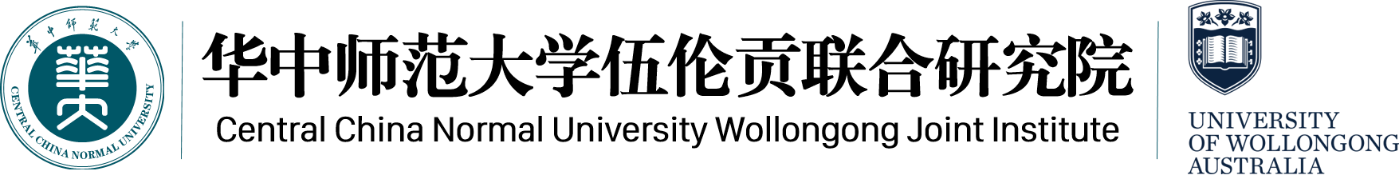 华中师范大学
CENTRAL CHINA NORMAL UNIVERSITY
华大
华中师范大学伍伦贡联合研究院
Central China Normal University Wollongong Joint Institute
UNIVERSITY
OF WOLLONGONG
AUSTRALIA